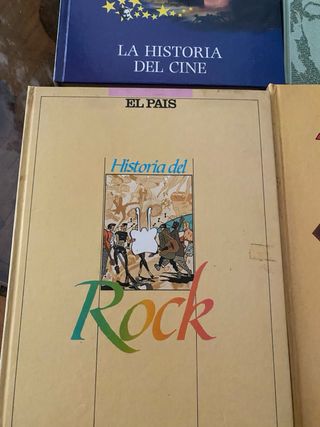 LA HISTORIA
DEL CINE
EL PAIS
Historia del
Rock